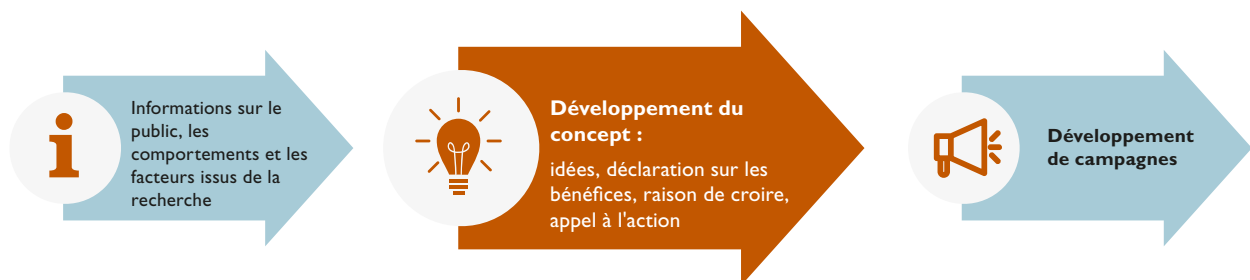 Informations sur le
public, les
comportements et les
facteurs issus de la
recherche
Développement du
concept :
idées, déclaration sur les
bénéfices, raison de croire,
appel à l'action
Développement
de campagnes